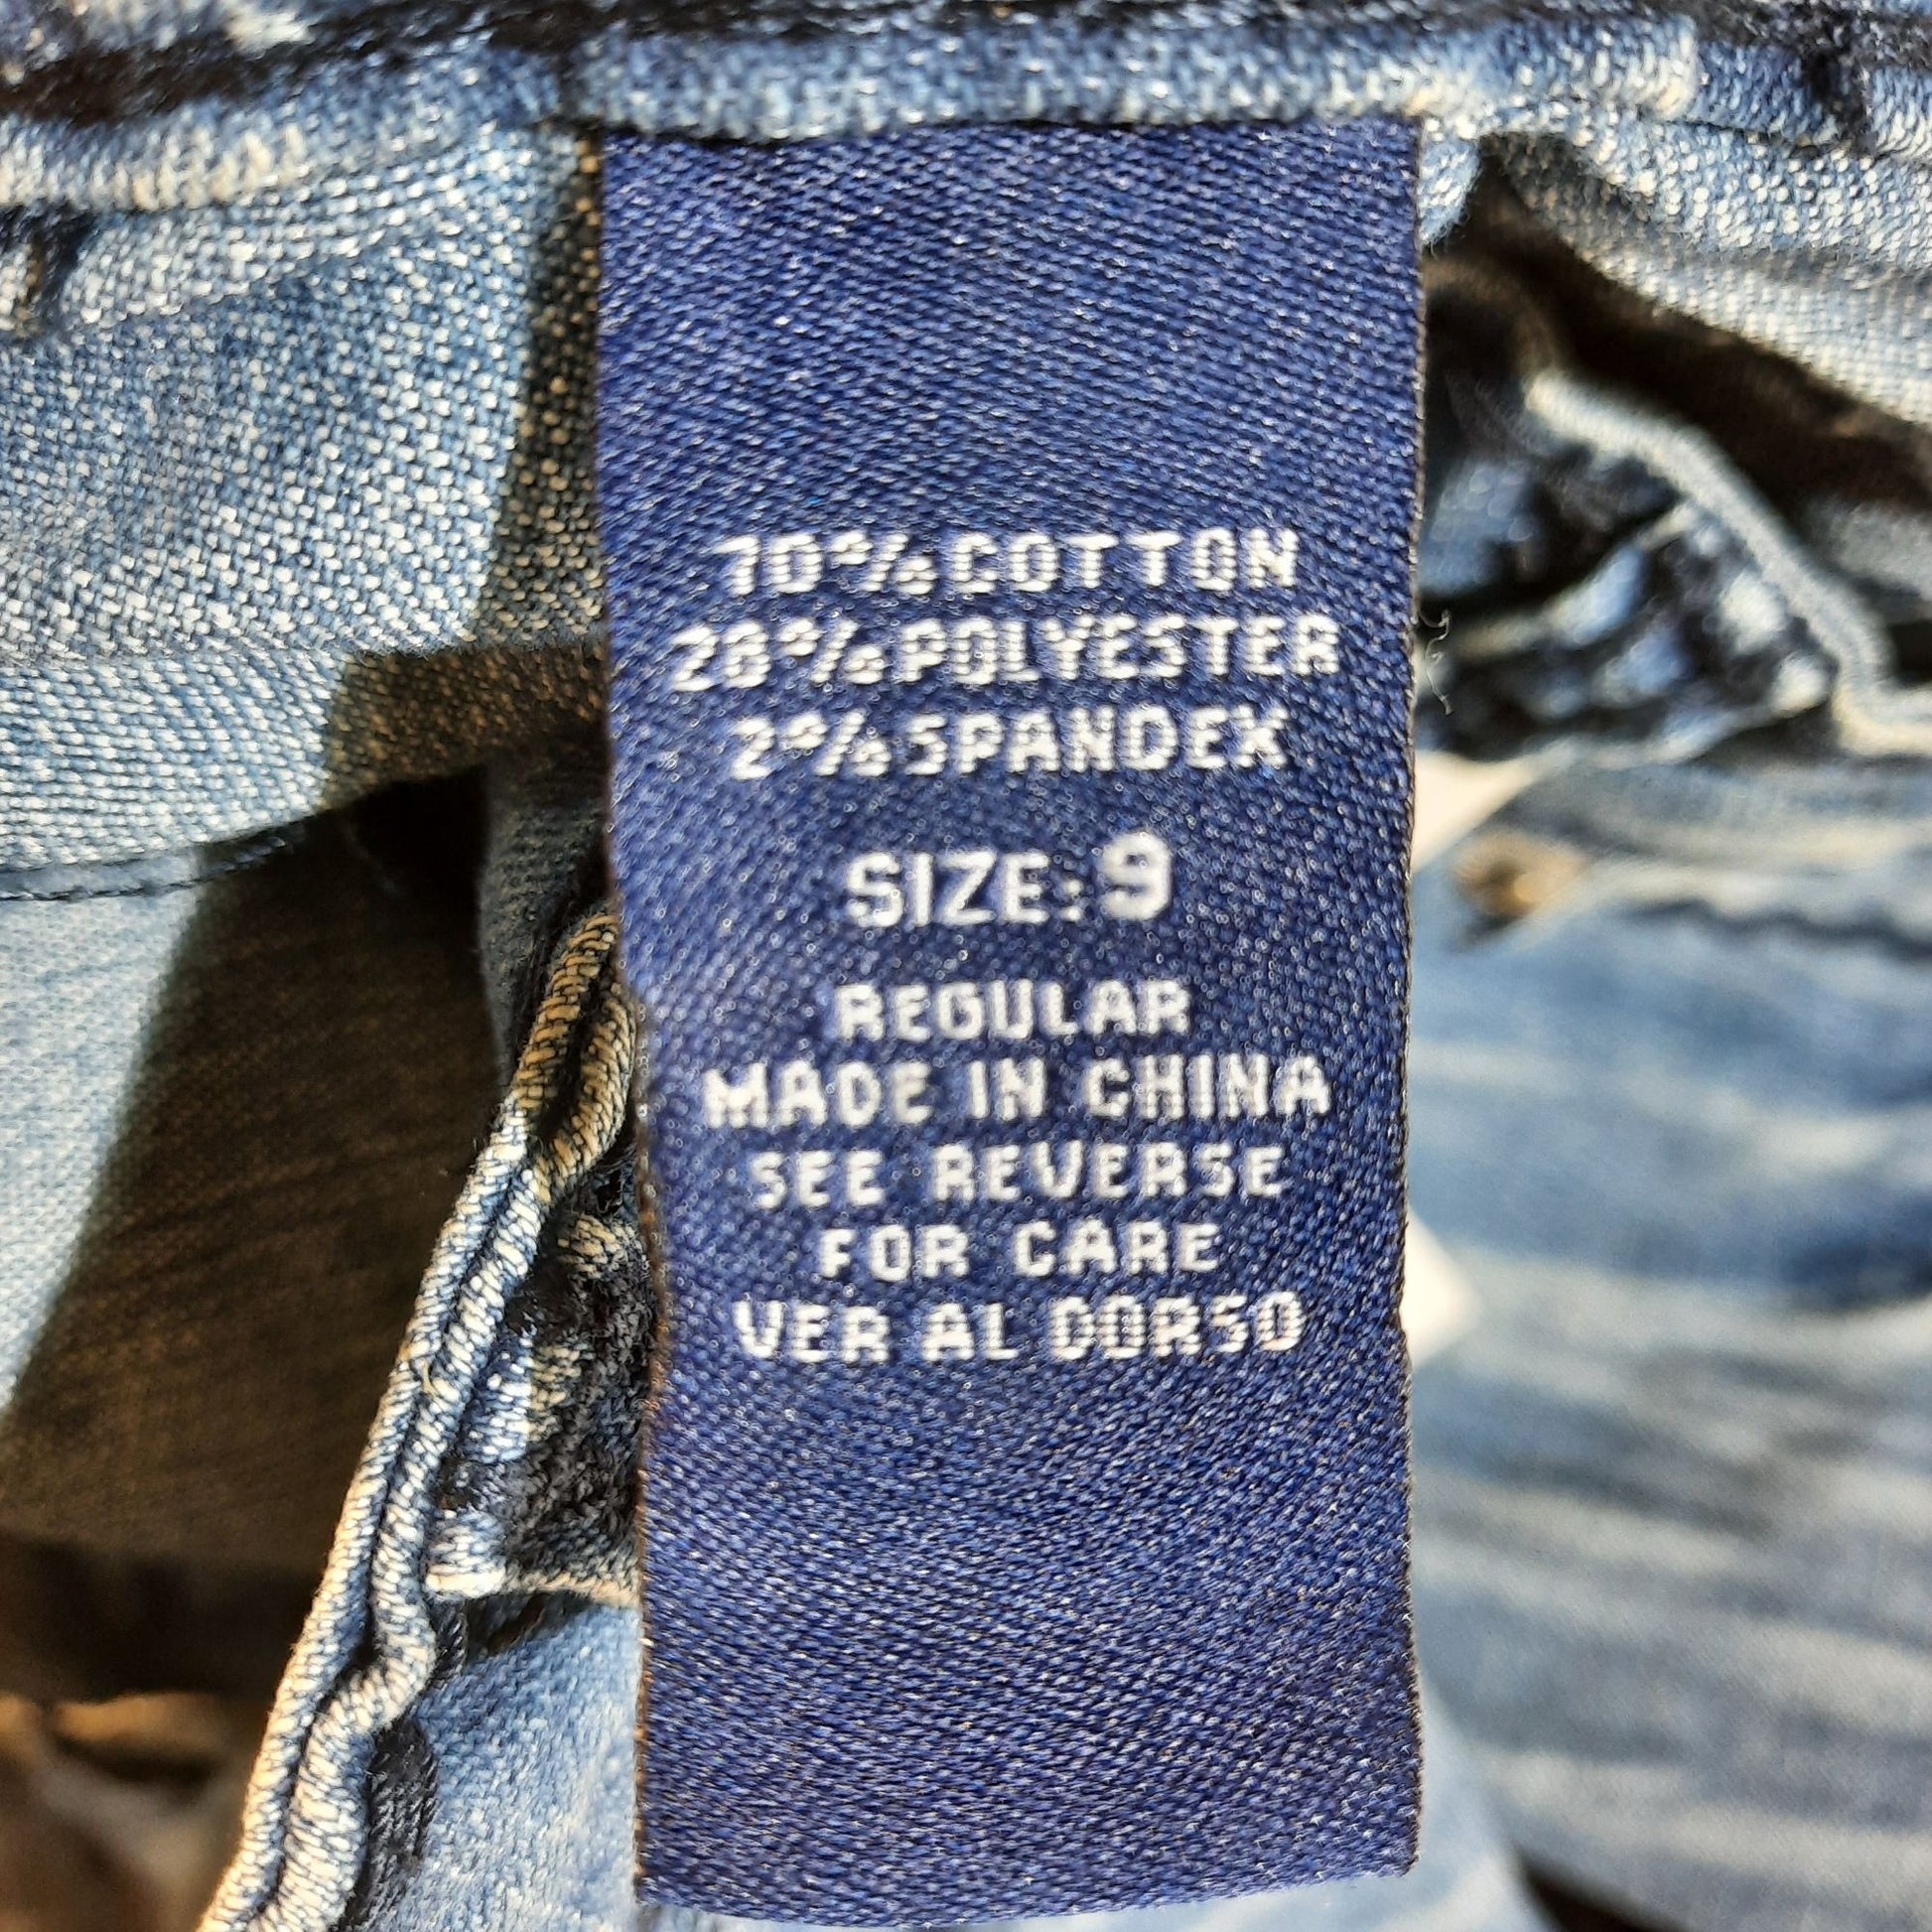 70% COTTON
28% POLYESTER
2% SPANDEX
SIZE: 9
REGULAR
MADE IN CHINA
SEE REVERSE
FOR CARE
VER AL DORSO